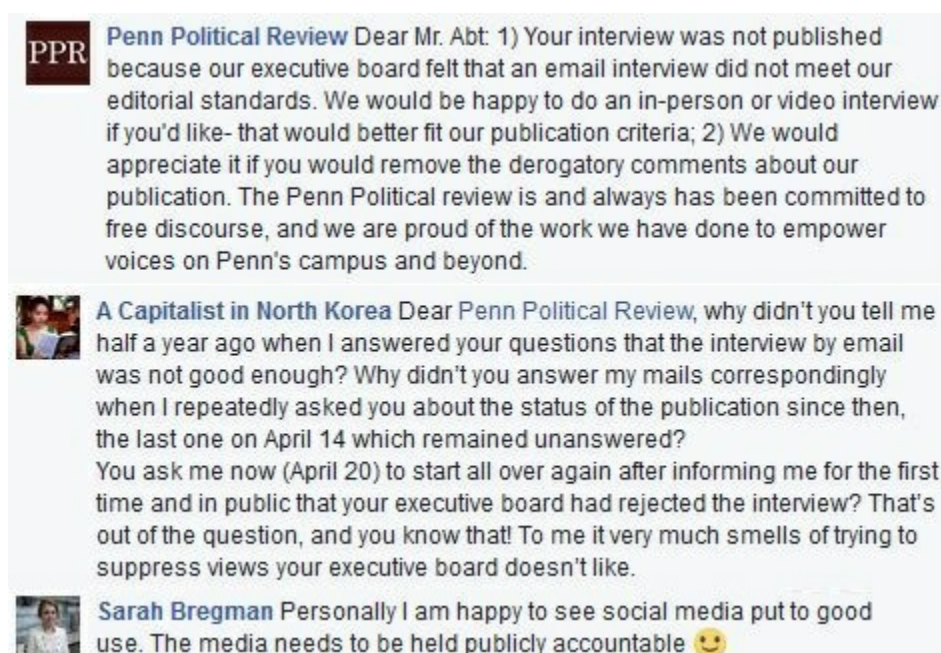 PPR
Penn Political Review Dear Mr. Abt: 1) Your interview was not published
because our executive board felt that an email interview did not meet our
editorial standards. We would be happy to do an in-person or video interview
if you'd like- that would better fit our publication criteria; 2) We would
appreciate it if you would remove the derogatory comments about our
publication. The Penn Political review is and always has been committed to
free discourse, and we are proud of the work we have done to empower
voices on Penn's campus and beyond.
A Capitalist in North Korea Dear Penn Political Review, why didn't you tell me
half a year ago when I answered your questions that the interview by email
was not good enough? Why didn't you answer my mails correspondingly
when I repeatedly asked you about the status of the publication since then,
the last one on April 14 which remained unanswered?
You ask me now (April 20) to start all over again after informing me for the first
time and in public that your executive board had rejected the interview? That's
out of the question, and you know that! To me it very much smells of trying to
suppress views your executive board doesn't like.
Sarah Bregman Personally I am happy to see social media put to good
use. The media needs to be held publicly accountable 🙂